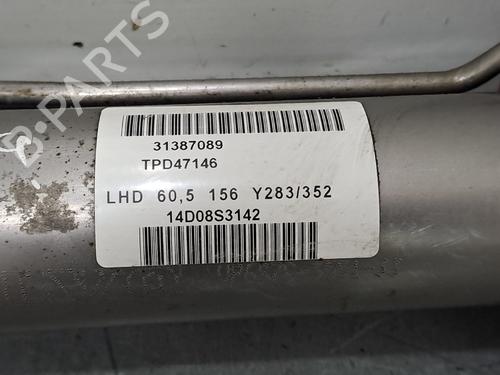 31387089
TPD47146
LHD 60,5 156 Y283/352
14D08S3142
B-PARTS